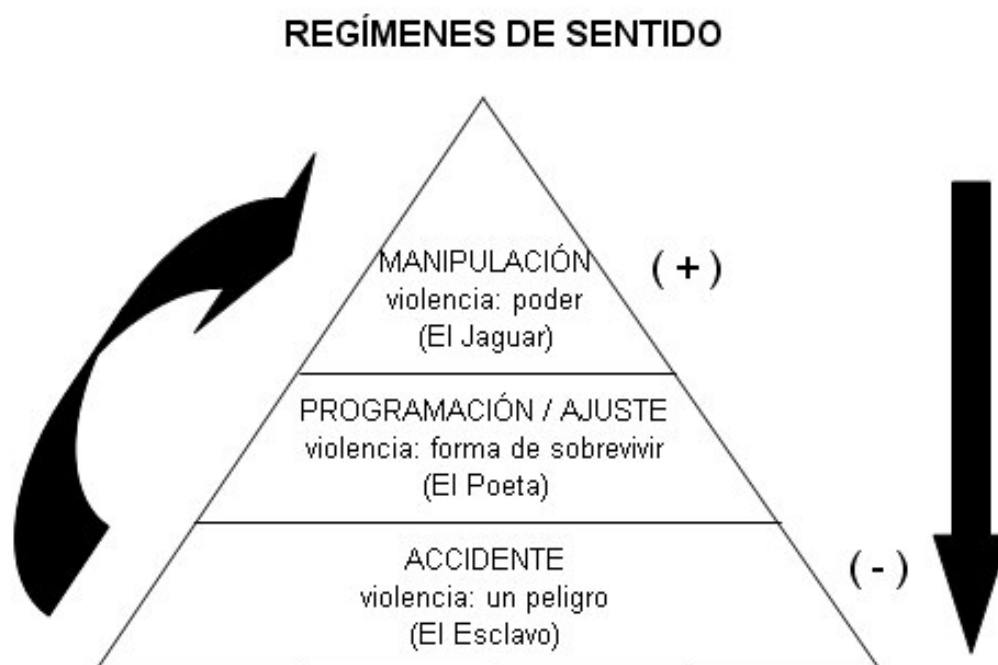 REGÍMENES DE SENTIDO
MANIPULACIÓN
violencia: poder
(El Jaguar)
( + )
PROGRAMACIÓN / AJUSTE
violencia: forma de sobrevivir
(El Poeta)
ACCIDENTE
violencia: un peligro
(El Esclavo)
( - )